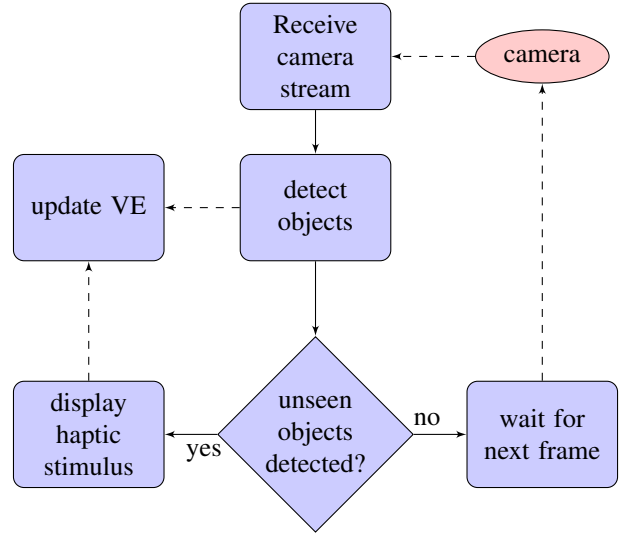 Receive
camera
stream
camera
update VE
detect
objects
display
haptic
stimulus
yes
unseen
objects
detected?
no
wait for
next frame